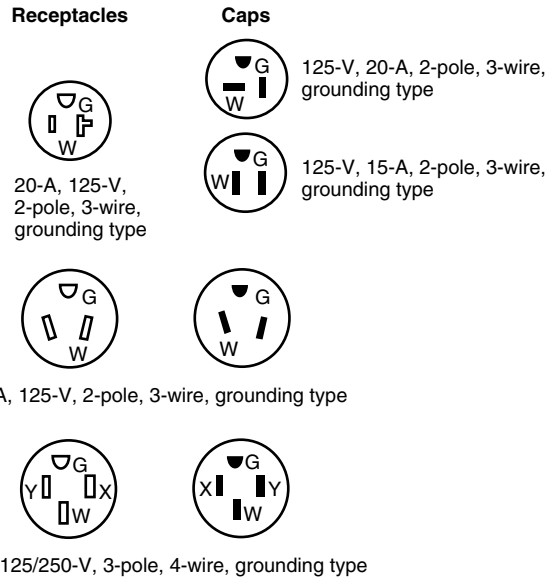 Receptacles
Caps
G
W
20-A, 125-V,
2-pole, 3-wire,
grounding type
G
W
125-V, 20-A, 2-pole, 3-wire,
grounding type
G
W
125-V, 15-A, 2-pole, 3-wire,
grounding type
G
W
G
W
A, 125-V, 2-pole, 3-wire, grounding type
G
Y
X
W
G
X
Y
W
125/250-V, 3-pole, 4-wire, grounding type